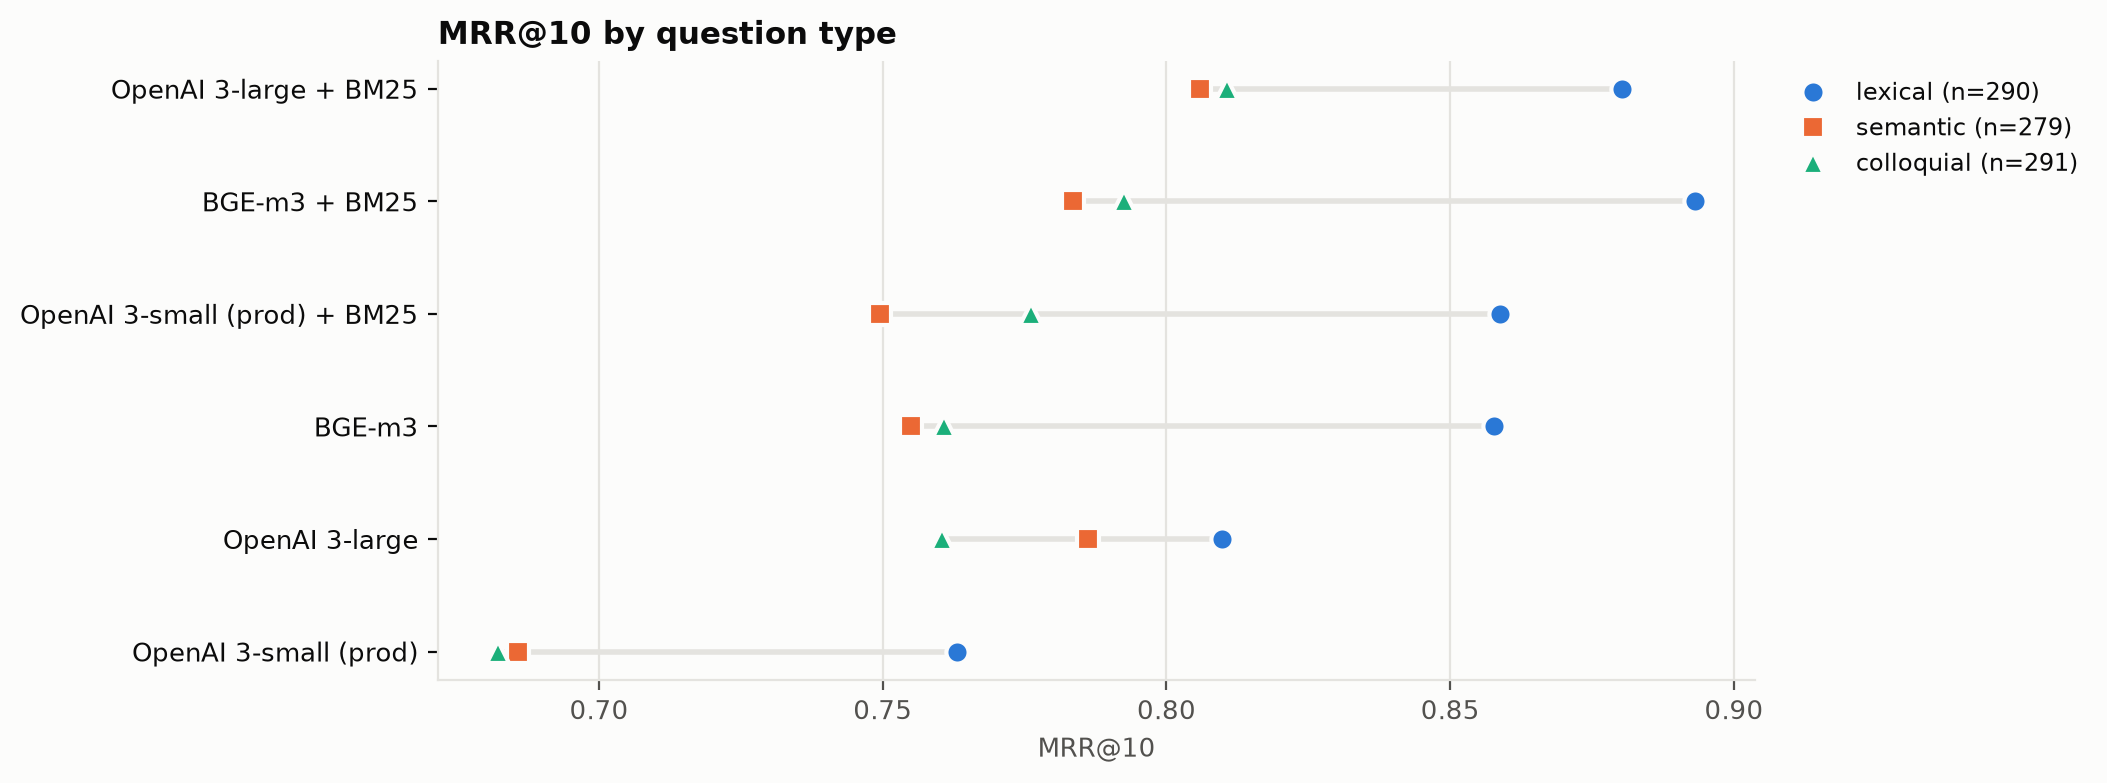 MRR@10 by question type
OpenAI 3-large + BM25
BGE-m3 + BM25
OpenAI 3-small (prod) + BM25
BGE-m3
OpenAI 3-large
OpenAI 3-small (prod)
lexical (n=290)
semantic (n=279)
colloquial (n=291)
0.70 0.75 0.80 0.85 0.90
MRR@10